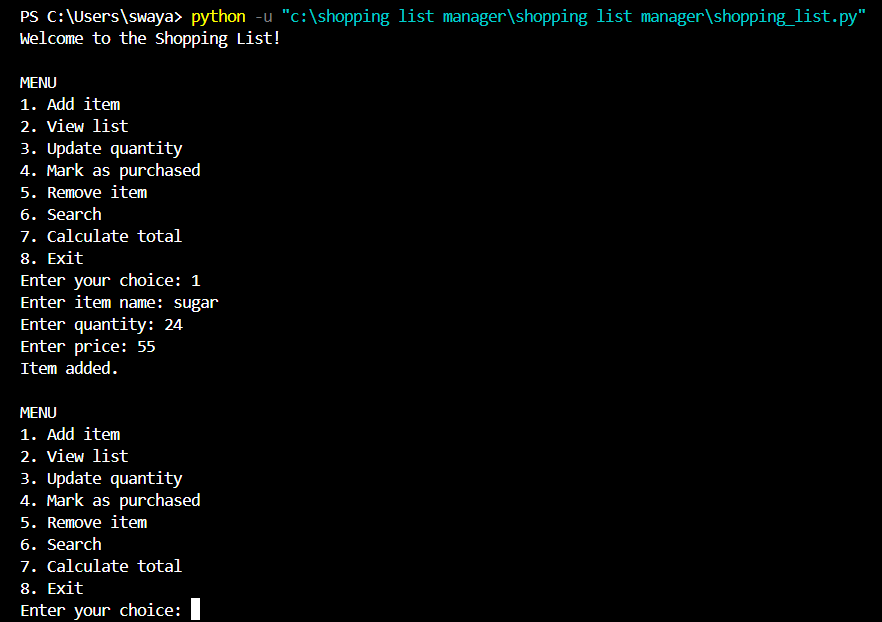 PS C:\Users\swaya> python -u "c:\shopping list manager\shopping list manager\shopping_list.py"
Welcome to the Shopping List!
MENU
1. Add item
2. View list
3. Update quantity
4. Mark as purchased
5. Remove item
6. Search
7. Calculate total
8. Exit
Enter your choice: 1
Enter item name: sugar
Enter quantity: 24
Enter price: 55
Item added.
MENU
1. Add item
2. View list
3. Update quantity
4. Mark as purchased
5. Remove item
6. Search
7. Calculate total
8. Exit
Enter your choice: